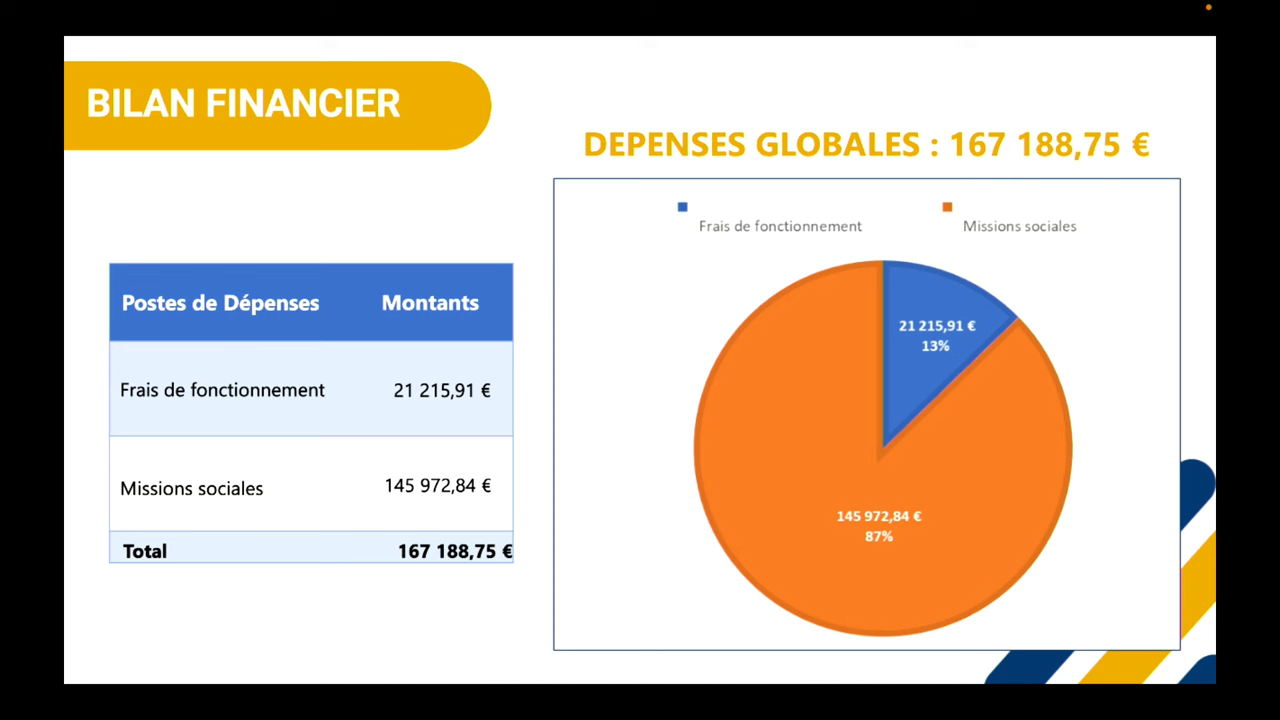 BILAN FINANCIER
DEPENSES GLOBALES : 167 188,75 €
Postes de Dépenses Montants
Frais de fonctionnement 21 215,91 €
Missions sociales 145 972,84 €
Total 167 188,75 €
Frais de fonctionnement Missions sociales
21 215,91 €
13%
145 972,84 €
87%